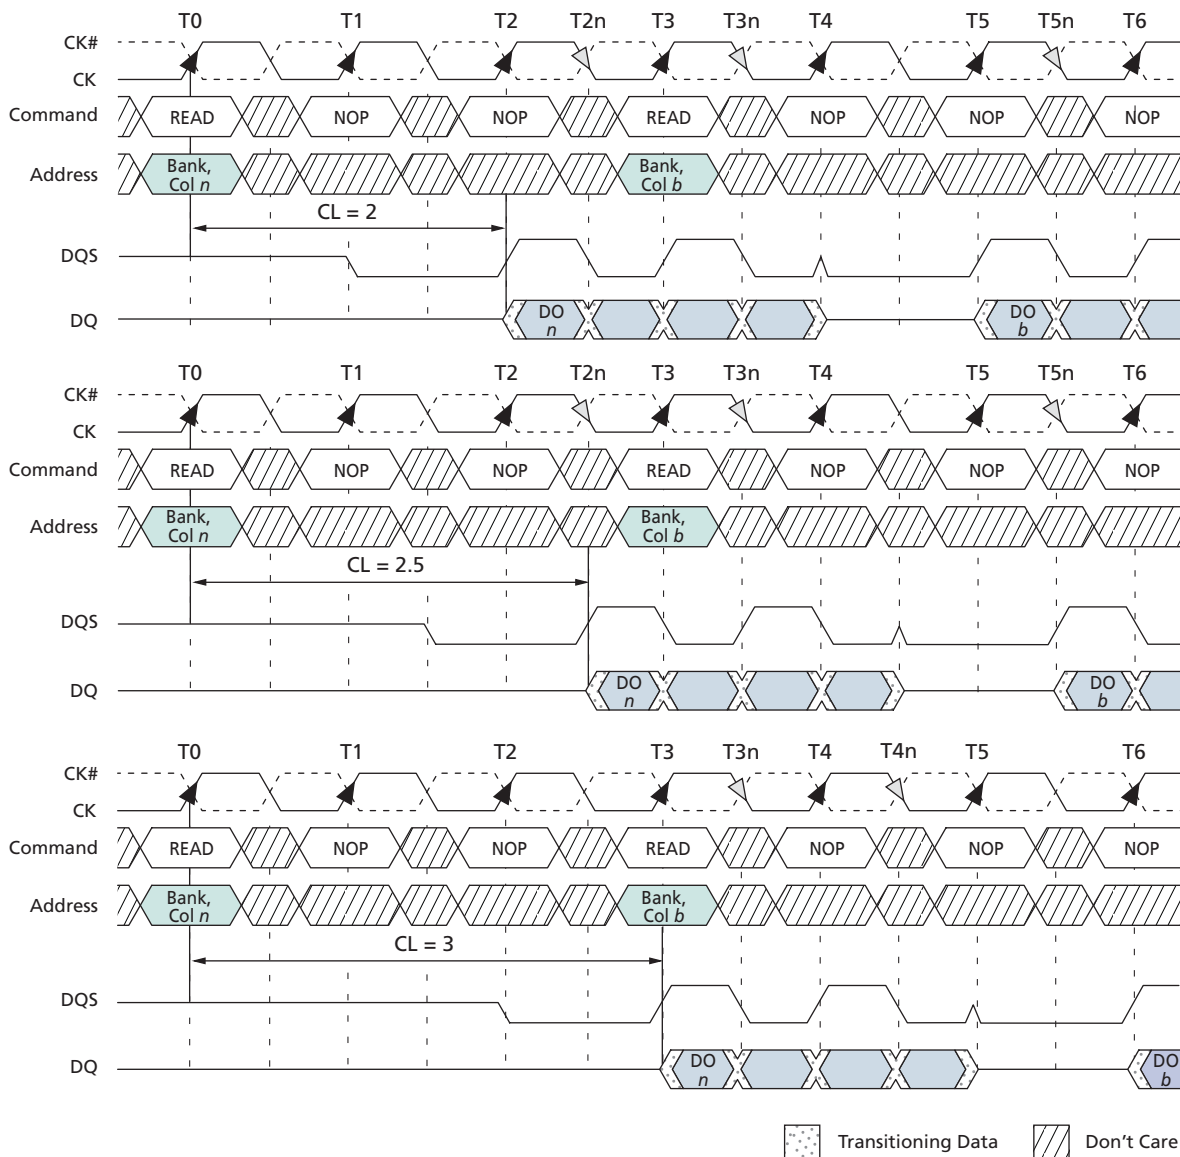 T0 T1 T2 T2n T3 T3n T4 T5 T5n T6
CK#
CK
Command READ NOP NOP READ NOP NOP NOP
Address Bank, Col n Bank, Col b
CL = 2
DQS
DQ DO n DO b
T0 T1 T2 T2n T3 T3n T4 T5 T5n T6
CK#
CK
Command READ NOP NOP READ NOP NOP NOP
Address Bank, Col n Bank, Col b
CL = 2.5
DQS
DQ DO n DO b
T0 T1 T2 T3 T3n T4 T4n T5 T6
CK#
CK
Command READ NOP NOP READ NOP NOP NOP
Address Bank, Col n Bank, Col b
CL = 3
DQS
DQ DO n DO b
Transitioning Data Don't Care